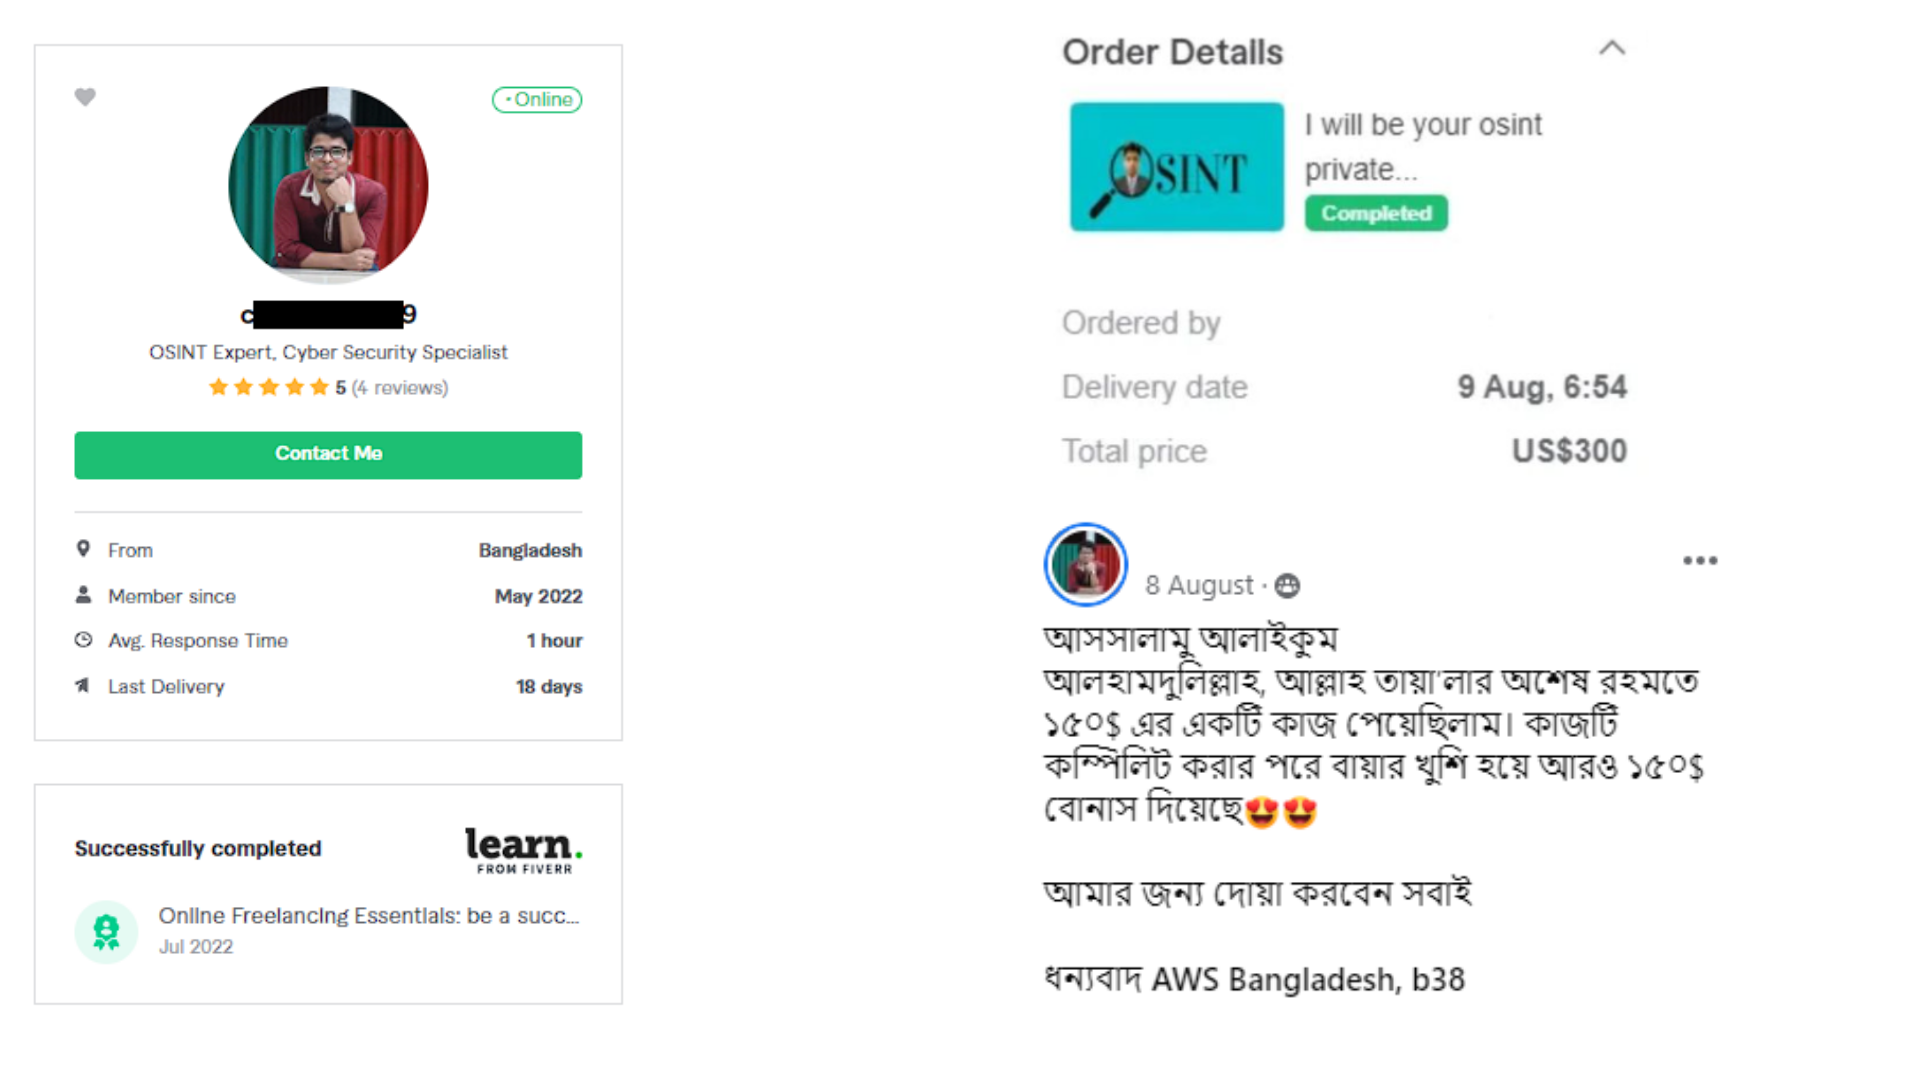 Online
c 9
OSINT Expert, Cyber Security Specialist
5 (4 reviews)
Contact Me
From Bangladesh
Member since May 2022
Avg. Response Time 1 hour
Last Delivery 18 days
Successfully completed
learn.
FROM FIVERR
Online Freelancing Essentials: be a succ...
Jul 2022
Order Details
OSINT
I will be your osint
private...
Completed
Ordered by
Delivery date 9 Aug, 6:54
Total price US$300
8 August ·
আসসালামু আলাইকুম
আলহামদুলিল্লাহ, আল্লাহ তায়া'লার অশেষ রহমতে
১৫০$ এর একটি কাজ পেয়েছিলাম। কাজটি
কম্পিলিট করার পরে বায়ার খুশি হয়ে আরও ১৫০$
বোনাস দিয়েছে😍😍
আমার জন্য দোয়া করবেন সবাই
ধন্যবাদ AWS Bangladesh, b38